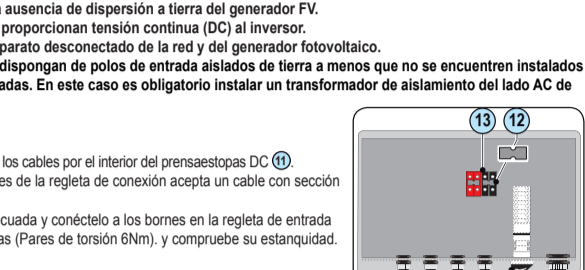 ausencia de dispersión a tierra del generador FV.
proporcionan tensión continua (DC) al inversor.
parato desconectado de la red y del generador fotovoltaico.
dispongan de polos de entrada aislados de tierra a menos que no se encuentren instalados
adas. En este caso es obligatorio instalar un transformador de aislamiento del lado AC de
13 12
los cables por el interior del prensaestopas DC 11.
es de la regleta de conexión acepta un cable con sección
cuada y conéctelo a los bornes en la regleta de entrada
as (Pares de torsión 6Nm). y compruebe su estanquidad.